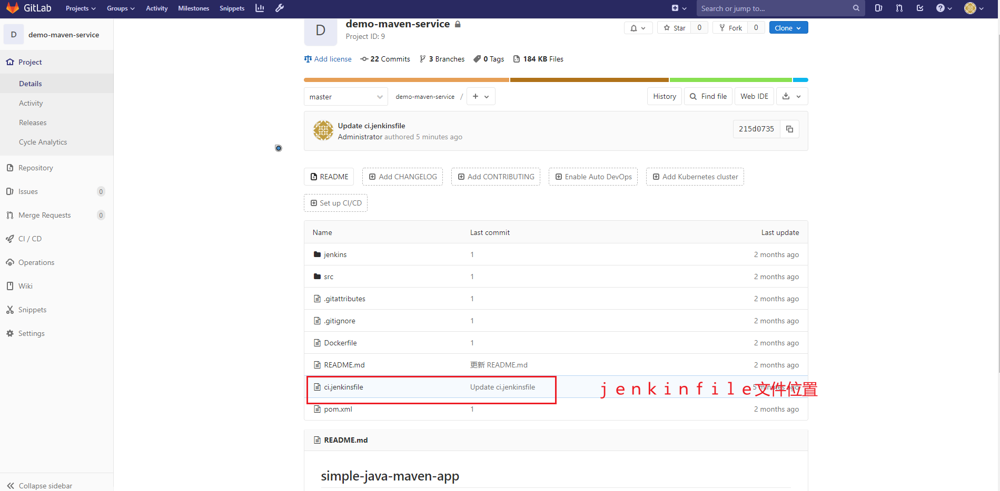 GitLab Projects Groups Activity Milestones Snippets Search or jump to...
D demo-maven-service
Project
Details
Activity
Releases
Cycle Analytics
Repository
Issues 0
Merge Requests 0
CI / CD
Operations
Wiki
Snippets
Settings
Collapse sidebar
D demo-maven-service
Project ID: 9
Star 0 Fork 0 Clone
Add license 22 Commits 3 Branches 0 Tags 184 KB Files
master demo-maven-service / + History Find file Web IDE
Update ci.jenkinsfile
Administrator authored 5 minutes ago
215d0735
README Add CHANGELOG Add CONTRIBUTING Enable Auto DevOps Add Kubernetes cluster
Set up CI/CD
Name Last commit Last update
jenkins 1 2 months ago
src 1 2 months ago
.gitattributes 1 2 months ago
.gitignore 1 2 months ago
Dockerfile 1 2 months ago
README.md 更新 README.md 2 months ago
ci.jenkinsfile Update ci.jenkinsfile 5 minutes ago
jenkinfile文件位置
pom.xml 1 2 months ago
README.md
simple-java-maven-app